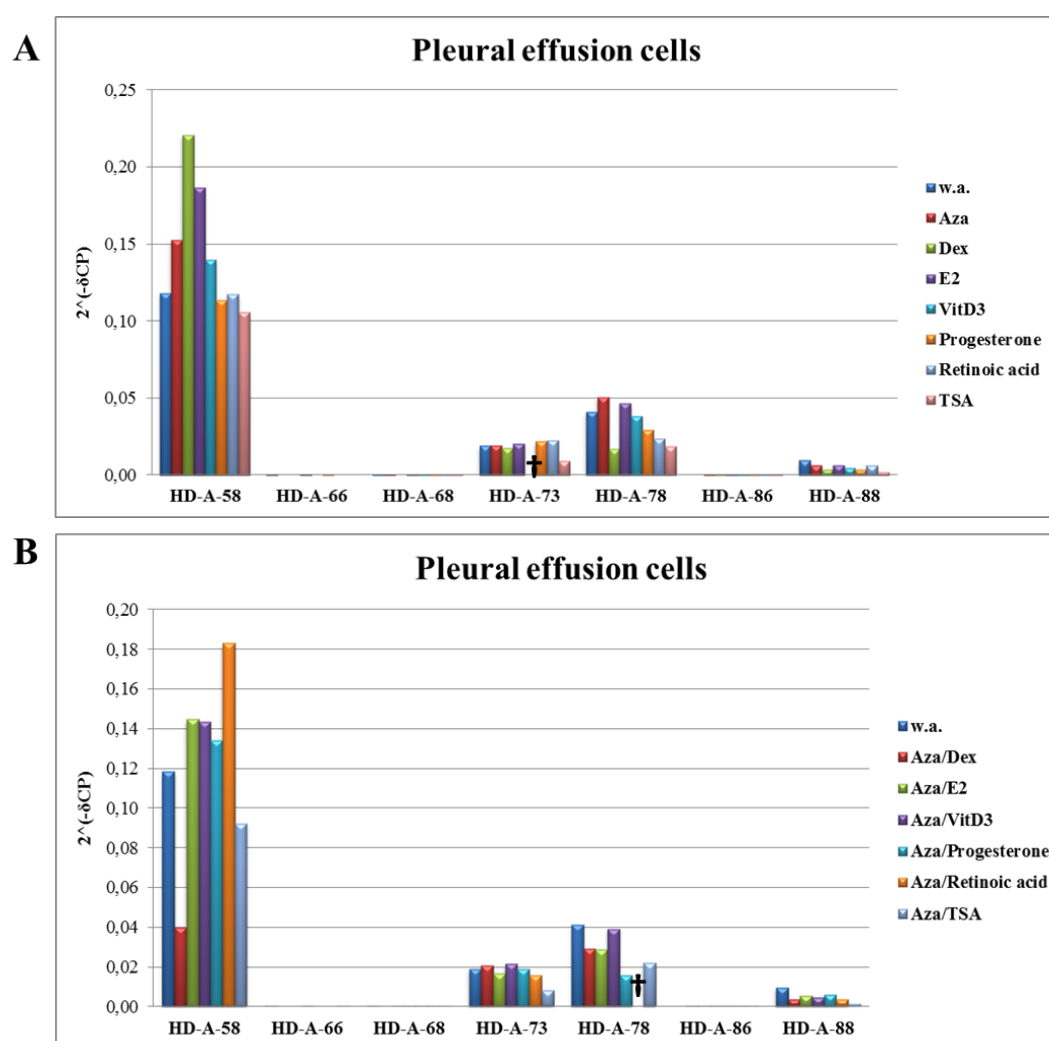 A
Pleural effusion cells
0,25
0,20
0,15
0,10
0,05
0,00
2^(-δCP)
HD-A-58 HD-A-66 HD-A-68 HD-A-73 HD-A-78 HD-A-86 HD-A-88
†
w.a.
Aza
Dex
E2
VitD3
Progesterone
Retinoic acid
TSA
B
Pleural effusion cells
0,20
0,18
0,16
0,14
0,12
0,10
0,08
0,06
0,04
0,02
0,00
2^(-δCP)
HD-A-58 HD-A-66 HD-A-68 HD-A-73 HD-A-78 HD-A-86 HD-A-88
†
w.a.
Aza/Dex
Aza/E2
Aza/VitD3
Aza/Progesterone
Aza/Retinoic acid
Aza/TSA